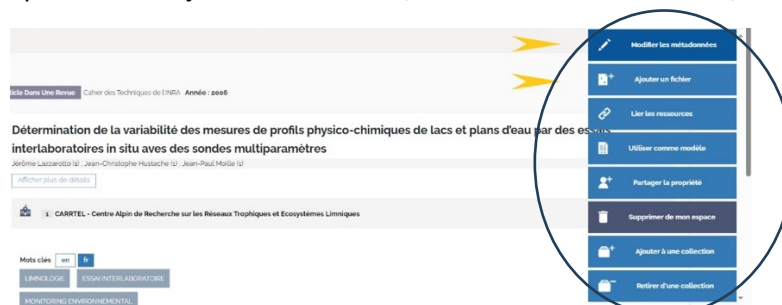 Article Dans Une Revue Cahier des Techniques de l'INRA Année : 2006
Détermination de la variabilité des mesures de profils physico-chimiques de lacs et plans d'eau par des essais
interlaboratoires in situ aves des sondes multiparamètres
Jérôme Lazzarotto (1) , Jean-Christophe Hustache (1) , Jean-Paul Moille (1)
Afficher plus de détails
1 CARRTEL - Centre Alpin de Recherche sur les Réseaux Trophiques et Ecosystèmes Limniques
Mots clés en fr
LIMNOLOGIE ESSAI INTERLABORATOIRE
MONITORING ENVIRONNEMENTAL
Modifier les métadonnées
Ajouter un fichier
Lier les ressources
Utiliser comme modèle
Partager la propriété
Supprimer de mon espace
Ajouter à une collection
Retirer d'une collection